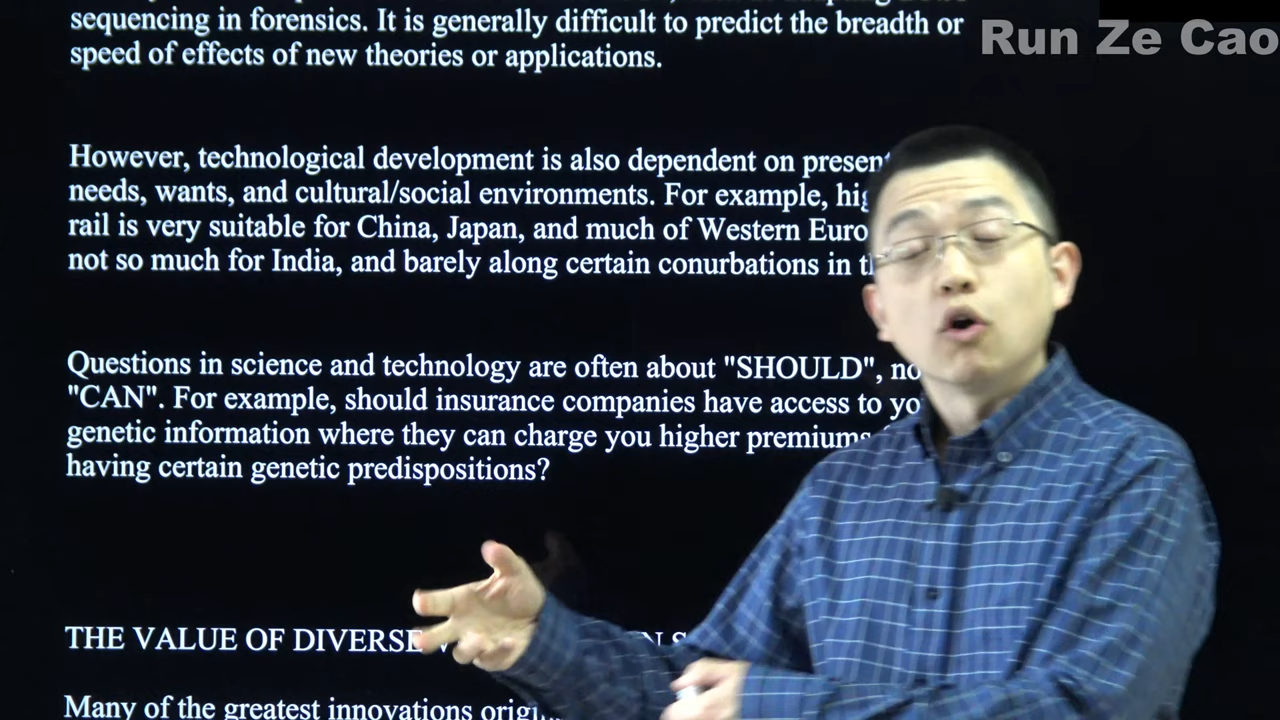 sequencing in forensics. It is generally difficult to predict the breadth or
speed of effects of new theories or applications.
Run Ze Cao
However, technological development is also dependent on present
needs, wants, and cultural/social environments. For example,
rail is very suitable for China, Japan, and much of Western
not so much for India, and barely along certain conurbations in
Questions in science and technology are often about "SHOULD",
"CAN". For example, should insurance companies have access to
genetic information where they can charge you higher premiums
having certain genetic predispositions?
THE VALUE OF DIVERSE
Many of the greatest innovations